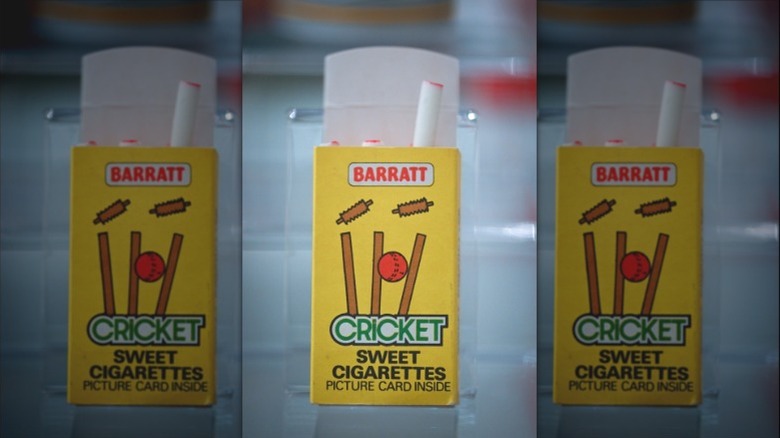 BARRATT
CRICKET
SWEET
CIGARETTES
PICTURE CARD INSIDE
BARRATT
CRICKET
SWEET
CIGARETTES
PICTURE CARD INSIDE
BARRATT
CRICKET
SWEET
CIGARETTES
PICTURE CARD INSIDE